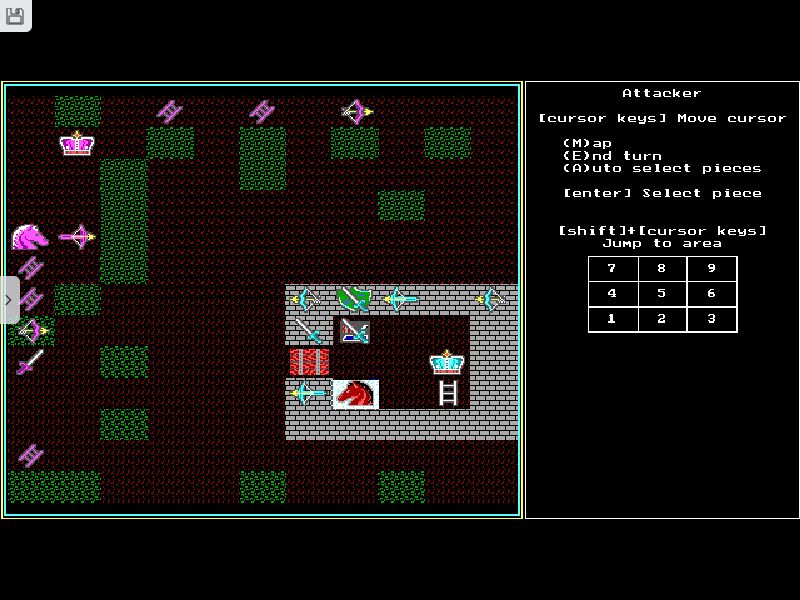 Attacker
[cursor keys] Move cursor
(M)ap
(E)nd turn
(A)uto select pieces
[enter] Select piece
[shift]+[cursor keys]
Jump to area
7 8 9
4 5 6
1 2 3